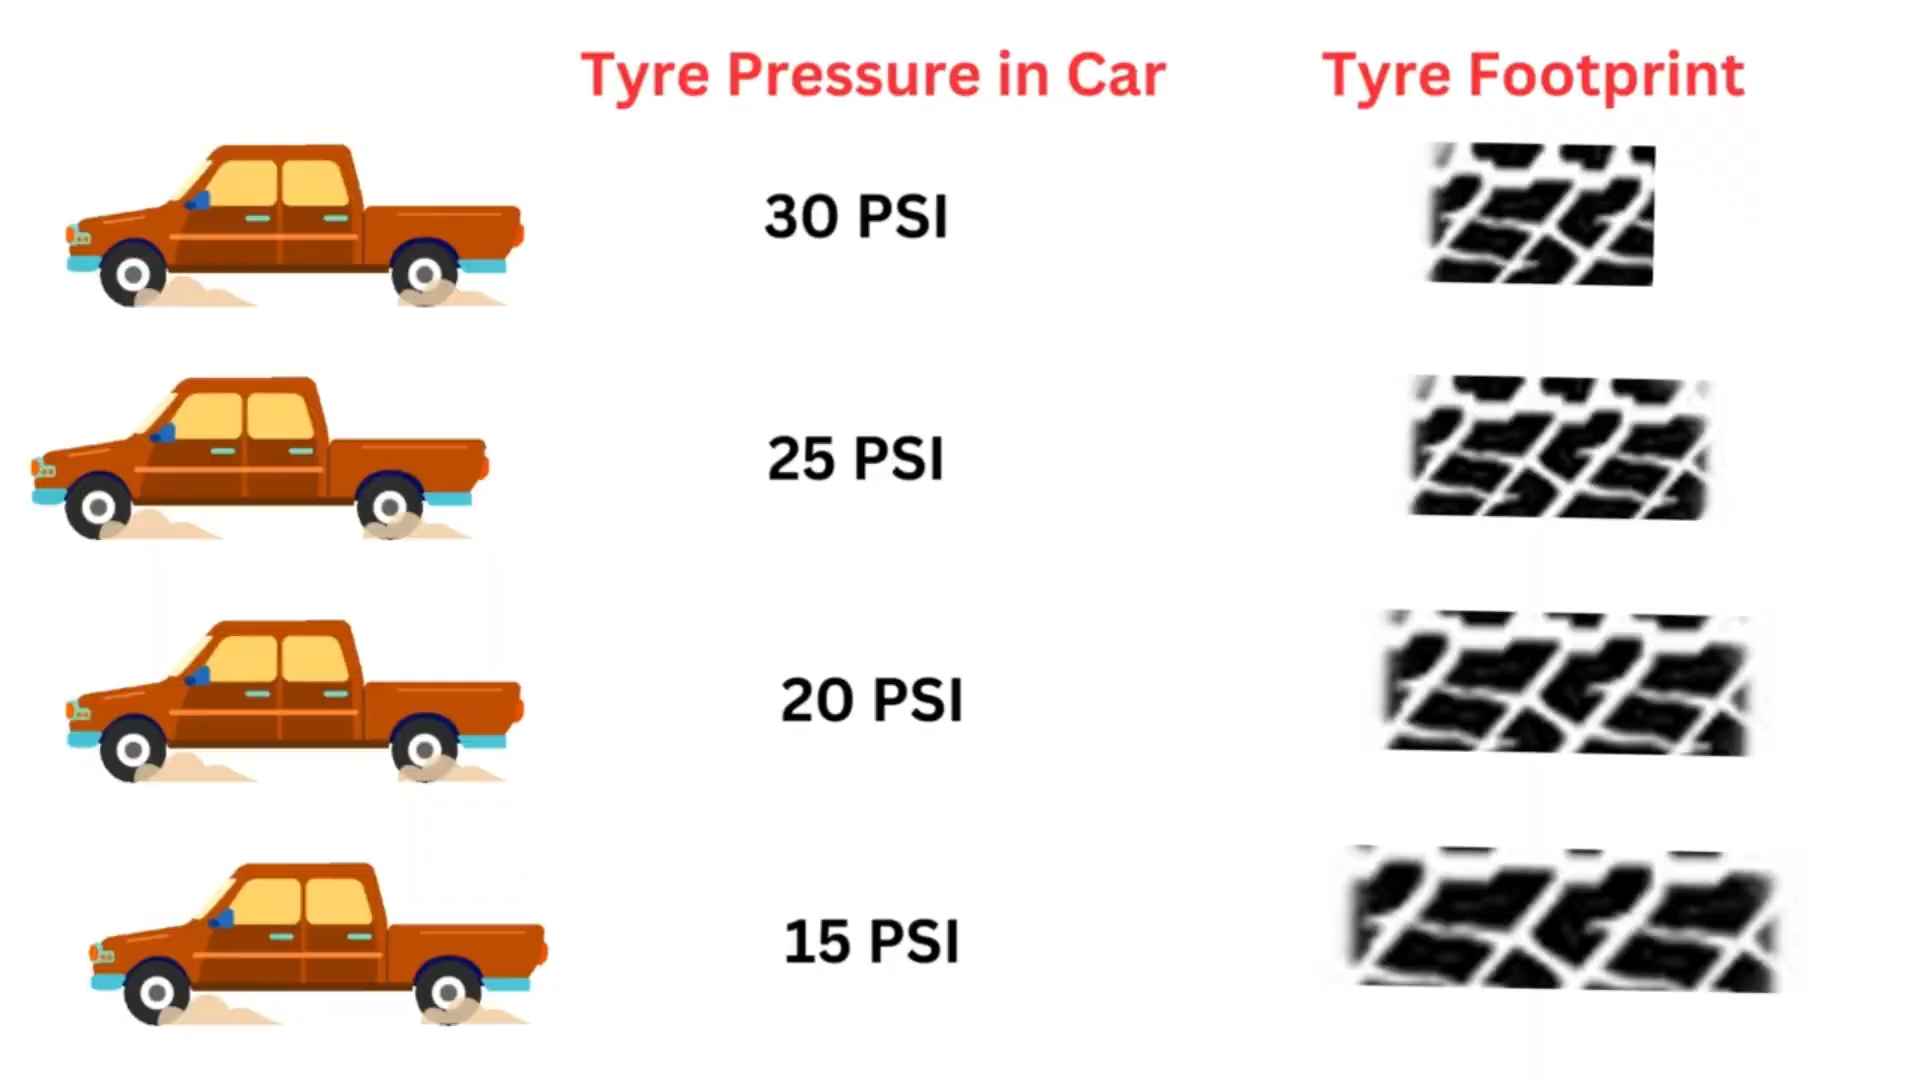 Tyre Pressure in Car
Tyre Footprint
30 PSI
25 PSI
20 PSI
15 PSI